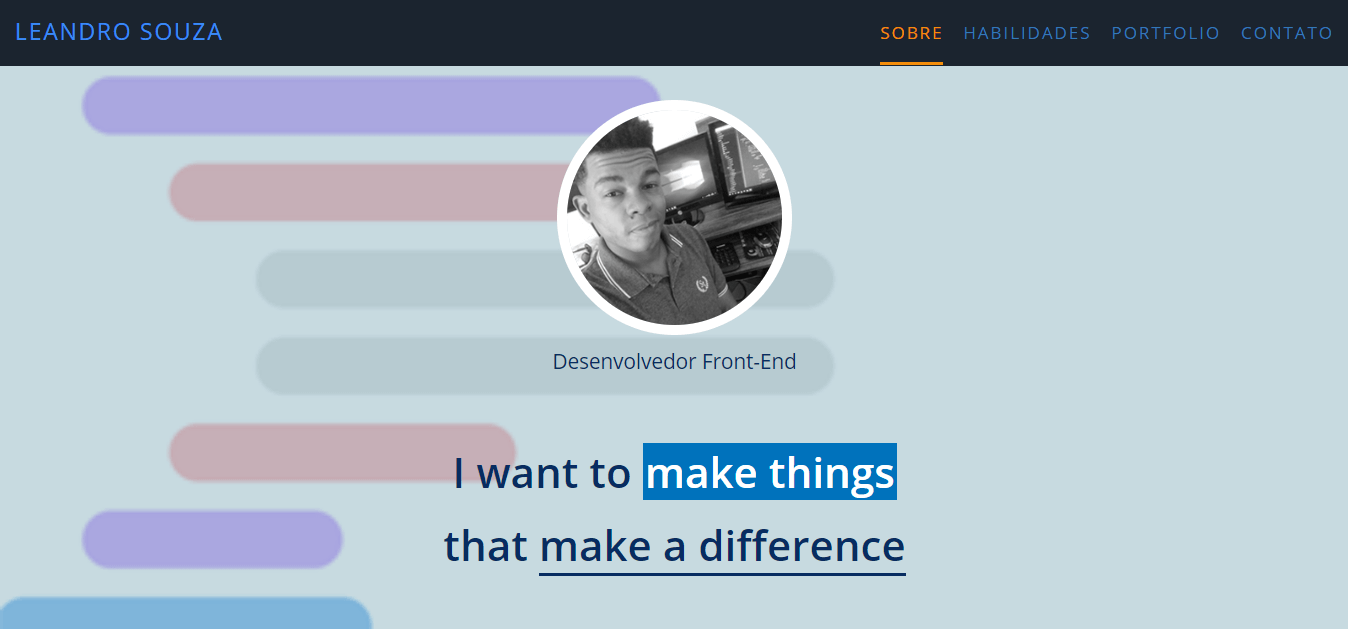 LEANDRO SOUZA
SOBRE HABILIDADES PORTFOLIO CONTATO
Desenvolvedor Front-End
I want to make things
that make a difference